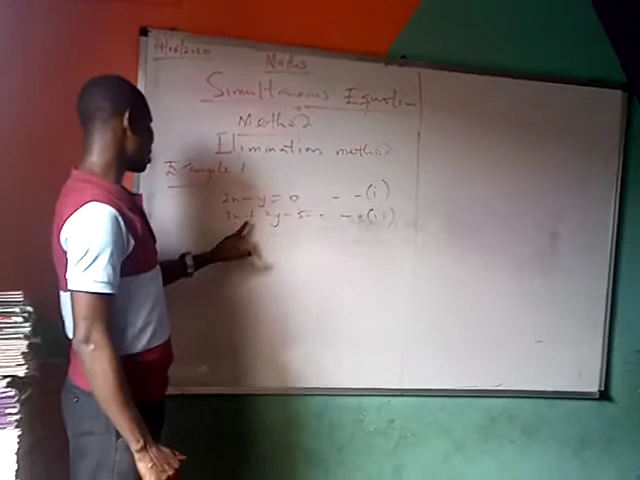 Maths
Simultaneous Equation
Method
Elimination method
Example 1
2x - y = 0 - - (i)
- - (ii)